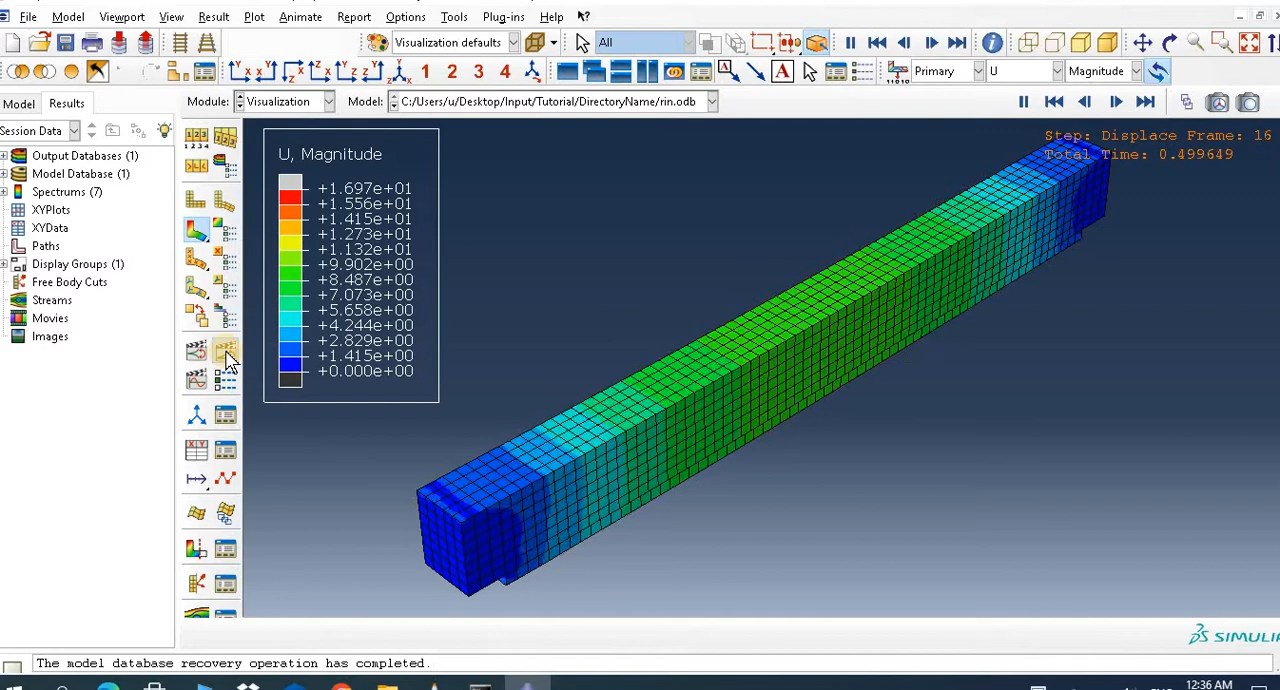 File Model Viewport View Result Plot Animate Report Options Tools Plug-ins Help
Visualization defaults All
1 2 3 4 A Primary U Magnitude
Model Results Module: Visualization Model: C:/Users/u/Desktop/Input/Tutorial/DirectoryName/rin.odb
Session Data
Output Databases (1)
Model Database (1)
Spectrums (7)
XYPlots
XYData
Paths
Display Groups (1)
Free Body Cuts
Streams
Movies
Images
U, Magnitude
+1.697e+01
+1.556e+01
+1.415e+01
+1.273e+01
+1.132e+01
+9.902e+00
+8.487e+00
+7.073e+00
+5.658e+00
+4.244e+00
+2.829e+00
+1.415e+00
+0.000e+00
Step: Displace Frame: 16
Total Time: 0.499649
SIMULIA
The model database recovery operation has completed.
12:36 AM